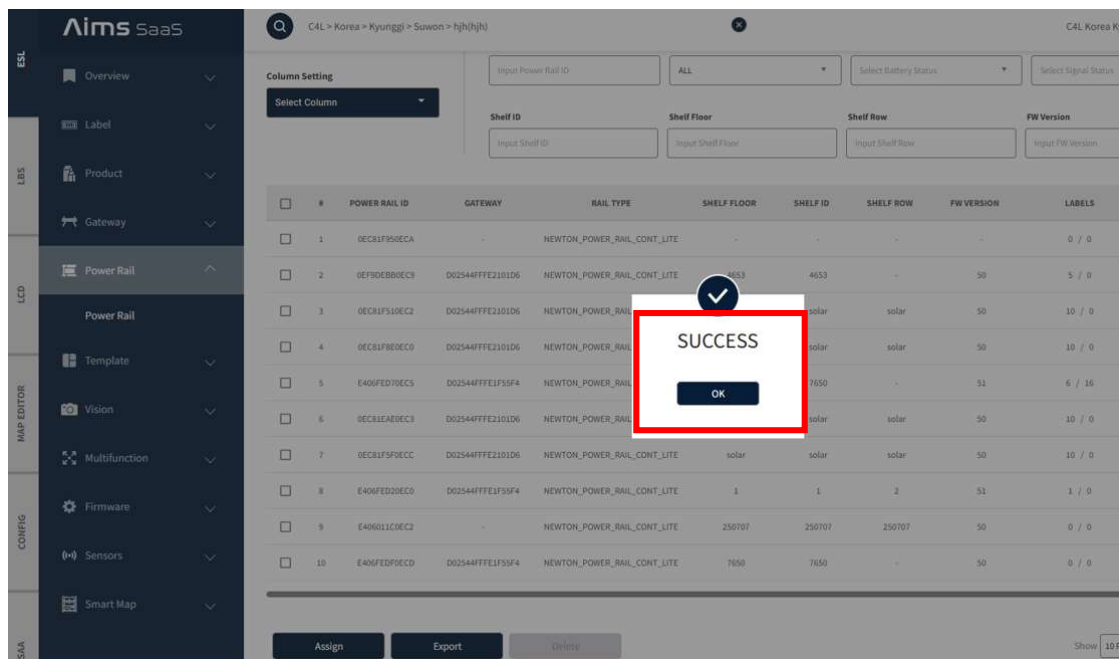 Aims SaaS
C4L > Korea > Kyunggi > Suwon > hjh(hjh)
C4L Korea K
ESL
LBS
LCD
MAP EDITOR
CONFIG
SAA
Overview
Label
Product
Gateway
Power Rail
Power Rail
Template
Vision
Multifunction
Firmware
Sensors
Smart Map
Column Setting
Select Column
Input Power Rail ID
ALL
Select Battery Status
Select Signal Status
Shelf ID
Shelf Floor
Shelf Row
FW Version
Input Shelf ID
Input Shelf Floor
Input Shelf Row
Input FW Version
# POWER RAIL ID GATEWAY RAIL TYPE SHELF FLOOR SHELF ID SHELF ROW FW VERSION LABELS
1 0EC81F950ECA - NEWTON_POWER_RAIL_CONT_LITE - - - - 0 / 0
2 0EF9DEBB0EC9 D02544FFFE2101D6 NEWTON_POWER_RAIL_CONT_LITE 4653 4653 - 50 5 / 0
3 0EC81F510EC2 D02544FFFE2101D6 NEWTON_POWER_RAIL solar solar 50 10 / 0
4 0EC81F8E0EC0 D02544FFFE2101D6 NEWTON_POWER_RAIL solar solar 50 10 / 0
5 E406FED70EC5 D02544FFFE1F55F4 NEWTON_POWER_RAIL 7650 - 51 6 / 16
6 0EC81EAE0EC3 D02544FFFE2101D6 NEWTON_POWER_RAIL solar solar 50 10 / 0
7 0EC81F5F0ECC D02544FFFE2101D6 NEWTON_POWER_RAIL_CONT_LITE solar solar solar 50 10 / 0
8 E406FED20EC0 D02544FFFE1F55F4 NEWTON_POWER_RAIL_CONT_LITE 1 1 2 51 1 / 0
9 E406011C0EC2 - NEWTON_POWER_RAIL_CONT_LITE 250707 250707 250707 50 0 / 0
10 E406FEDF0ECD D02544FFFE1F55F4 NEWTON_POWER_RAIL_CONT_LITE 7650 7650 - 50 0 / 0
SUCCESS
OK
Assign
Export
Delete
Show 10